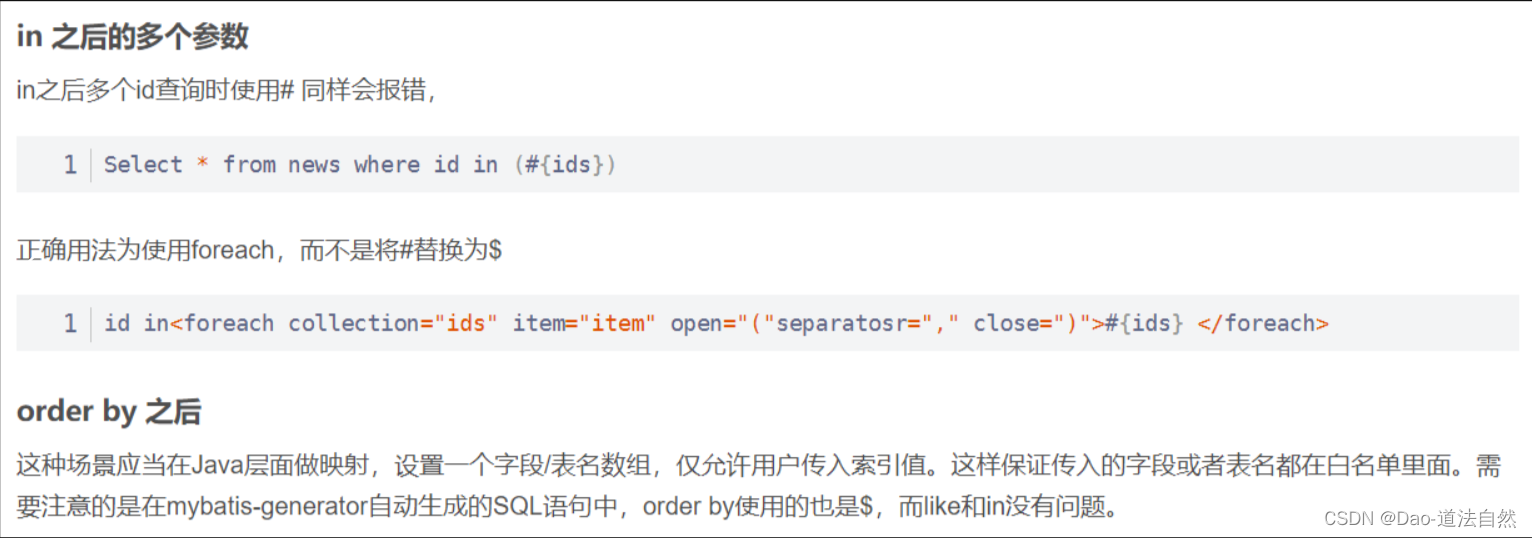 in 之后的多个参数
in之后多个id查询时使用# 同样会报错，
1 Select * from news where id in (#{ids})
正确用法为使用foreach，而不是将#替换为$
1 id in<foreach collection="ids" item="item" open="("separatosr="," close=")">#{ids} </foreach>
order by 之后
这种场景应当在Java层面做映射，设置一个字段/表名数组，仅允许用户传入索引值。这样保证传入的字段或者表名都在白名单里面。需
要注意的是在mybatis-generator自动生成的SQL语句中，order by使用的也是$，而like和in没有问题。
CSDN @Dao-道法自然